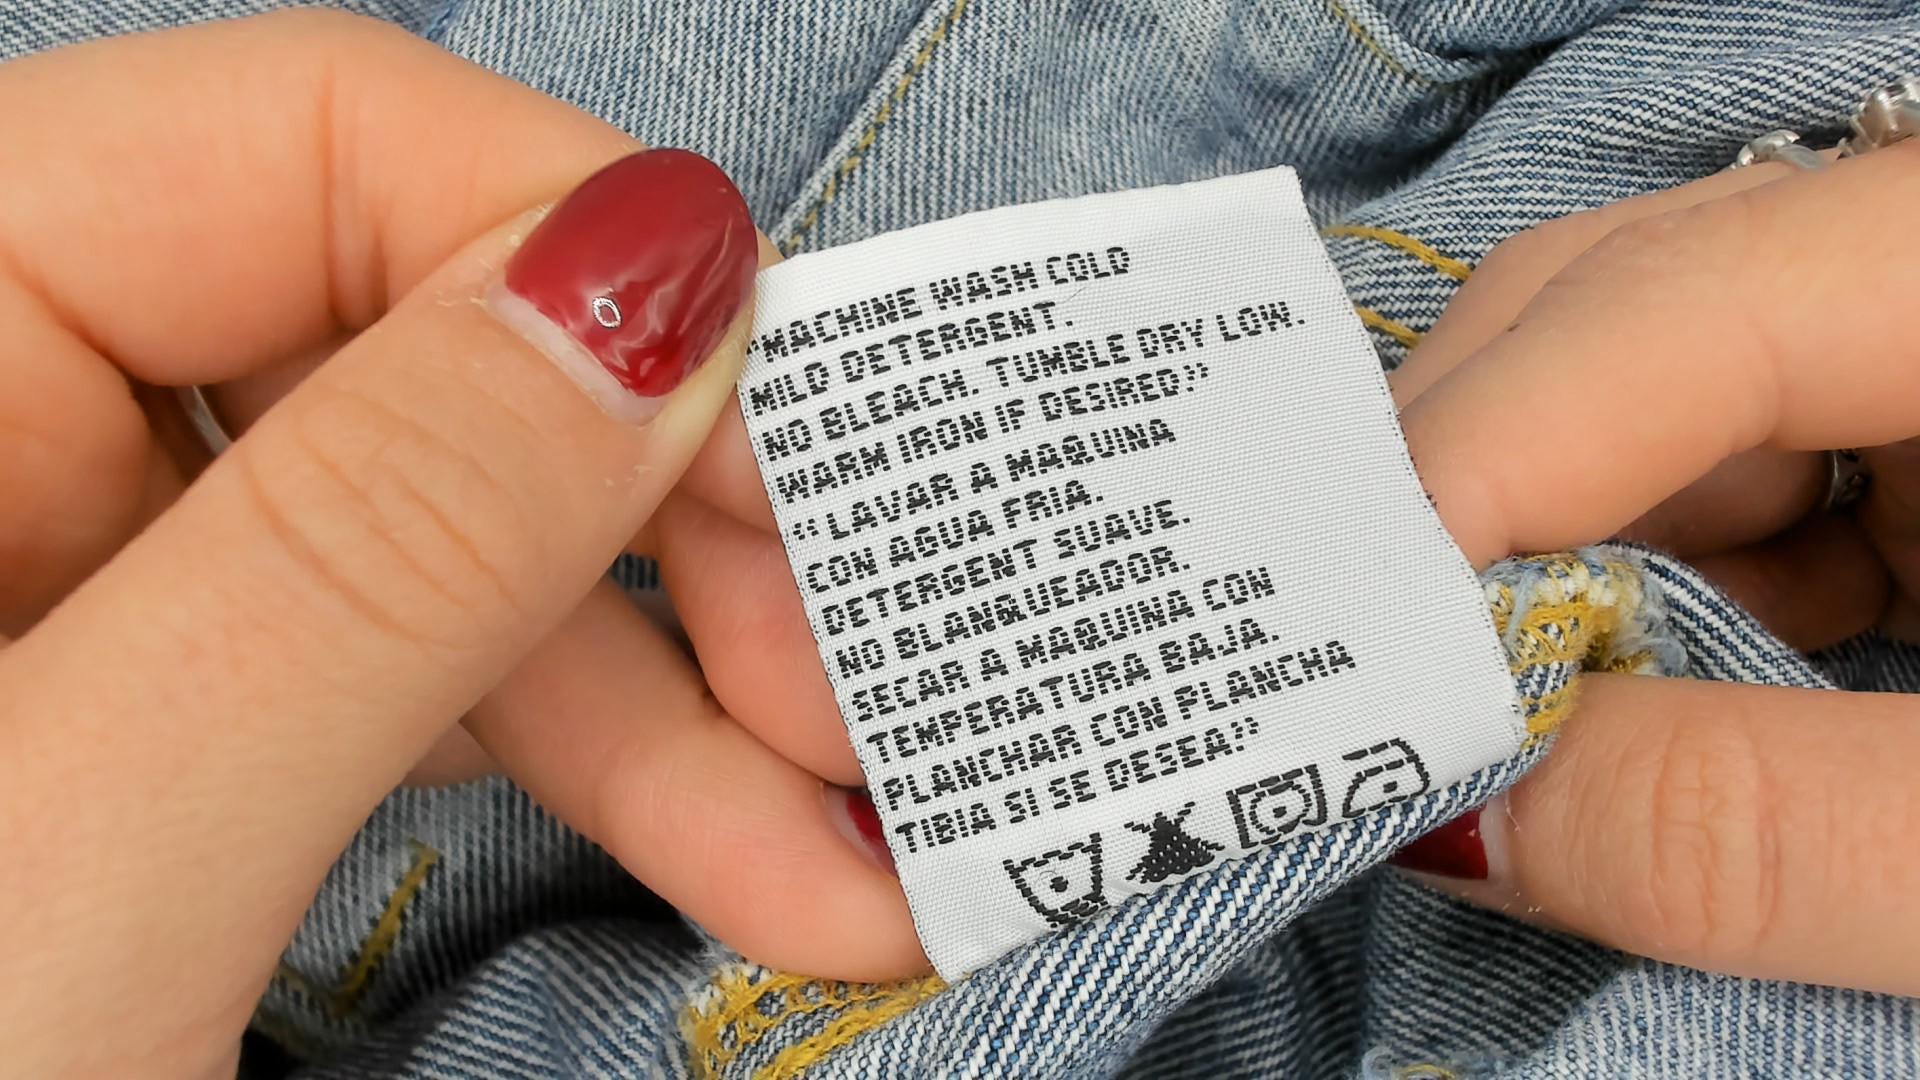 “MACHINE WASH COLD
MILD DETERGENT.
NO BLEACH. TUMBLE DRY LOW.
WARM IRON IF DESIRED”
“LAVAR A MAQUINA
CON AGUA FRIA.
DETERGENT SUAVE.
NO BLANQUEADOR.
SECAR A MAQUINA CON
TEMPERATURA BAJA.
PLANCHAR CON PLANCHA
TIBIA SI SE DESEA”